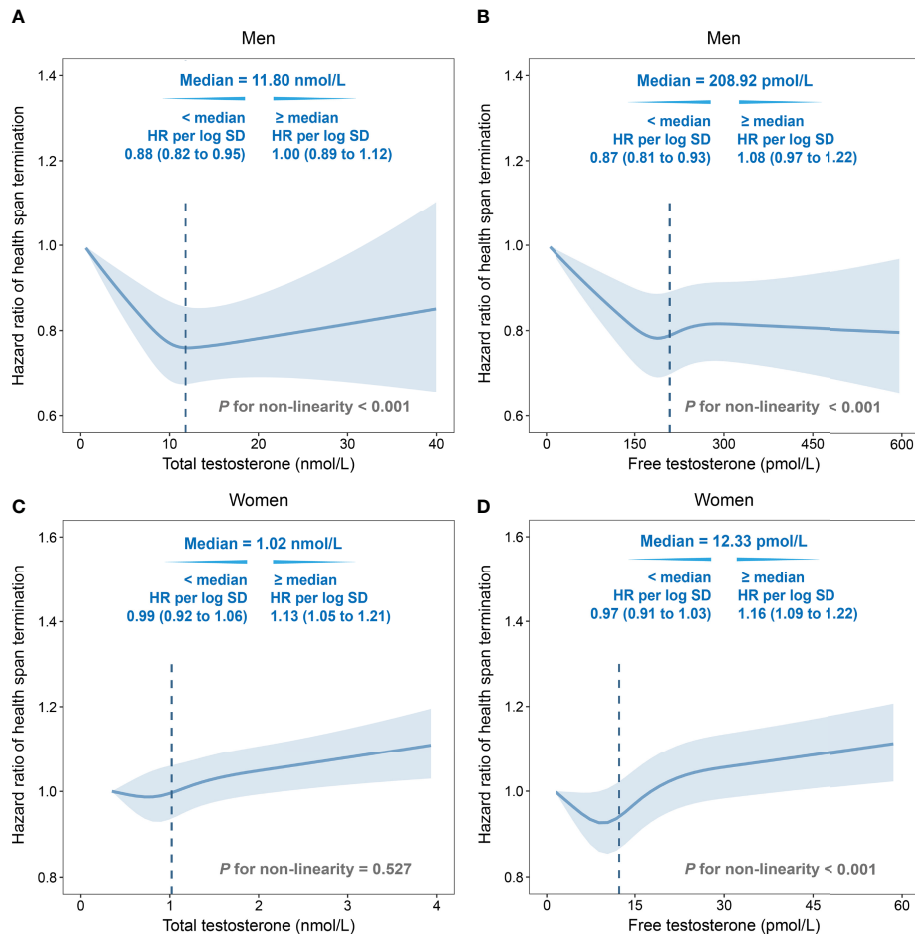 A
Men
Hazard ratio of health span termination
1.4
1.2
1.0
0.8
0.6
Median = 11.80 nmol/L
< median
HR per log SD
0.88 (0.82 to 0.95)
≥ median
HR per log SD
1.00 (0.89 to 1.12)
P for non-linearity < 0.001
0 10 20 30 40
Total testosterone (nmol/L)
B
Men
Hazard ratio of health span termination
1.4
1.2
1.0
0.8
0.6
Median = 208.92 pmol/L
< median
HR per log SD
0.87 (0.81 to 0.93)
≥ median
HR per log SD
1.08 (0.97 to 1.22)
P for non-linearity < 0.001
0 150 300 450 600
Free testosterone (pmol/L)
C
Women
Hazard ratio of health span termination
1.6
1.4
1.2
1.0
0.8
Median = 1.02 nmol/L
< median
HR per log SD
0.99 (0.92 to 1.06)
≥ median
HR per log SD
1.13 (1.05 to 1.21)
P for non-linearity = 0.527
0 1 2 3 4
Total testosterone (nmol/L)
D
Women
Hazard ratio of health span termination
1.6
1.4
1.2
1.0
0.8
Median = 12.33 pmol/L
< median
HR per log SD
0.97 (0.91 to 1.03)
≥ median
HR per log SD
1.16 (1.09 to 1.22)
P for non-linearity < 0.001
0 15 30 45 60
Free testosterone (pmol/L)